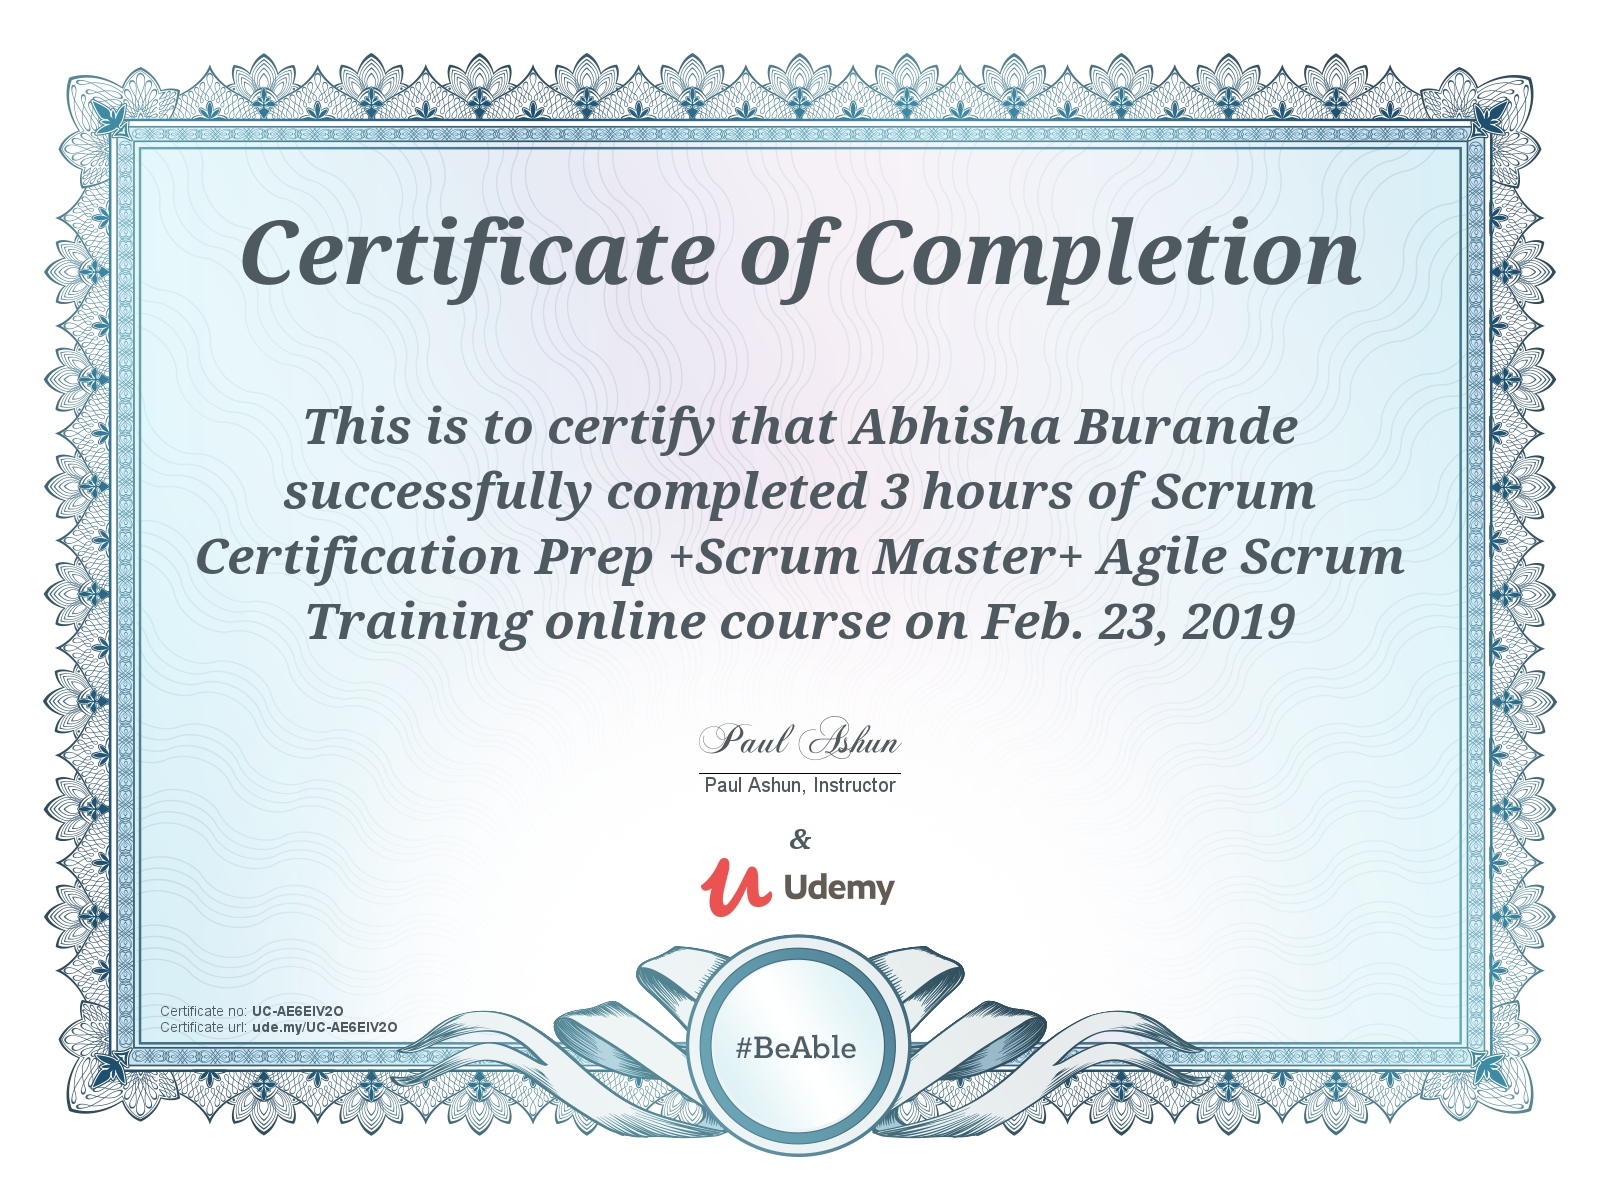 Certificate of Completion
This is to certify that Abhisha Burande
successfully completed 3 hours of Scrum
Certification Prep +Scrum Master+ Agile Scrum
Training online course on Feb. 23, 2019
Paul Ashun
Paul Ashun, Instructor
&
Udemy
Certificate no: UC-AE6EIV2O
Certificate url: ude.my/UC-AE6EIV2O
#BeAble